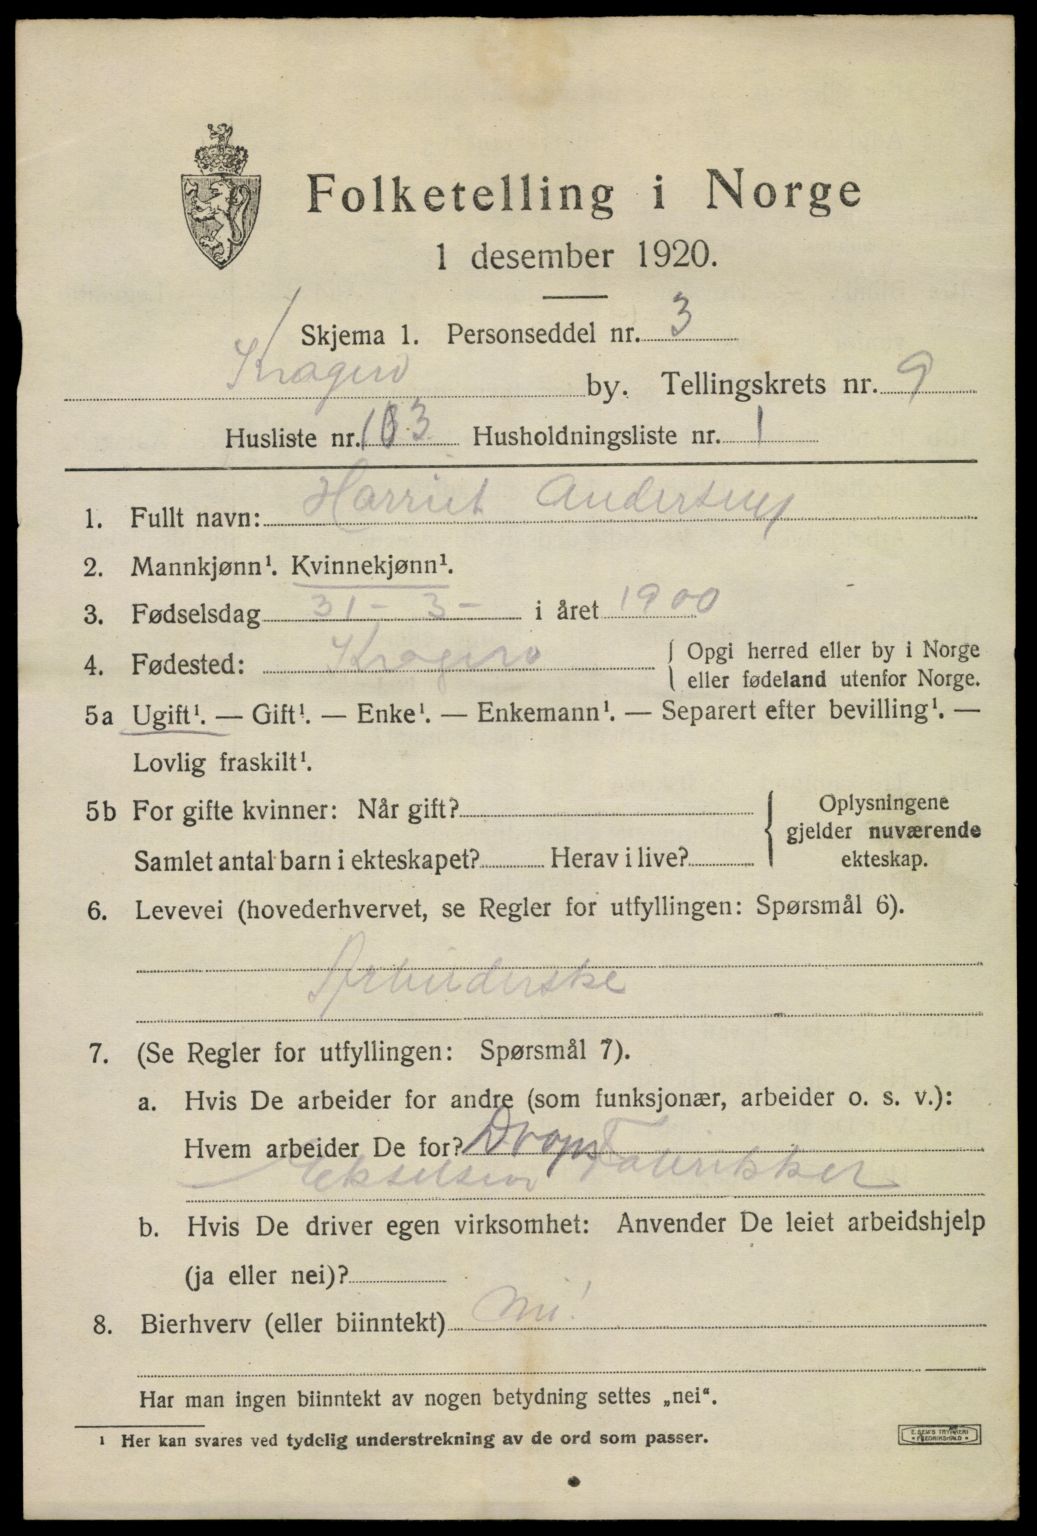 Folketelling i Norge
1 desember 1920.
Skjema 1. Personseddel nr. 3
Kragerø by. Tellingskrets nr. 9
Husliste nr. 103 Husholdningsliste nr. 1
1. Fullt navn: Harriet Andersen
2. Mannkjønn¹. Kvinnekjønn¹.
3. Fødselsdag 31 - 3 - i året 1900
4. Fødested: Kragerø { Opgi herred eller by i Norge
eller fødeland utenfor Norge.
5a Ugift¹. — Gift¹. — Enke¹. — Enkemann¹. — Separert efter bevilling¹. —
Lovlig fraskilt¹.
5b For gifte kvinner: Når gift? { Oplysningene
gjelder nuværende
Samlet antal barn i ekteskapet? Herav i live? ekteskap.
6. Levevei (hovederhvervet, se Regler for utfyllingen: Spørsmål 6).
Arbeiderske
7. (Se Regler for utfyllingen: Spørsmål 7).
a. Hvis De arbeider for andre (som funksjonær, arbeider o. s. v.):
Hvem arbeider De for? Drops
Fabrikker
b. Hvis De driver egen virksomhet: Anvender De leiet arbeidshjelp
(ja eller nei)?
8. Bierhverv (eller biinntekt) nei!
Har man ingen biinntekt av nogen betydning settes „nei“.
¹ Her kan svares ved tydelig understrekning av de ord som passer.
E. SEM'S TRYKKERI
• FREDRIKSHALD •